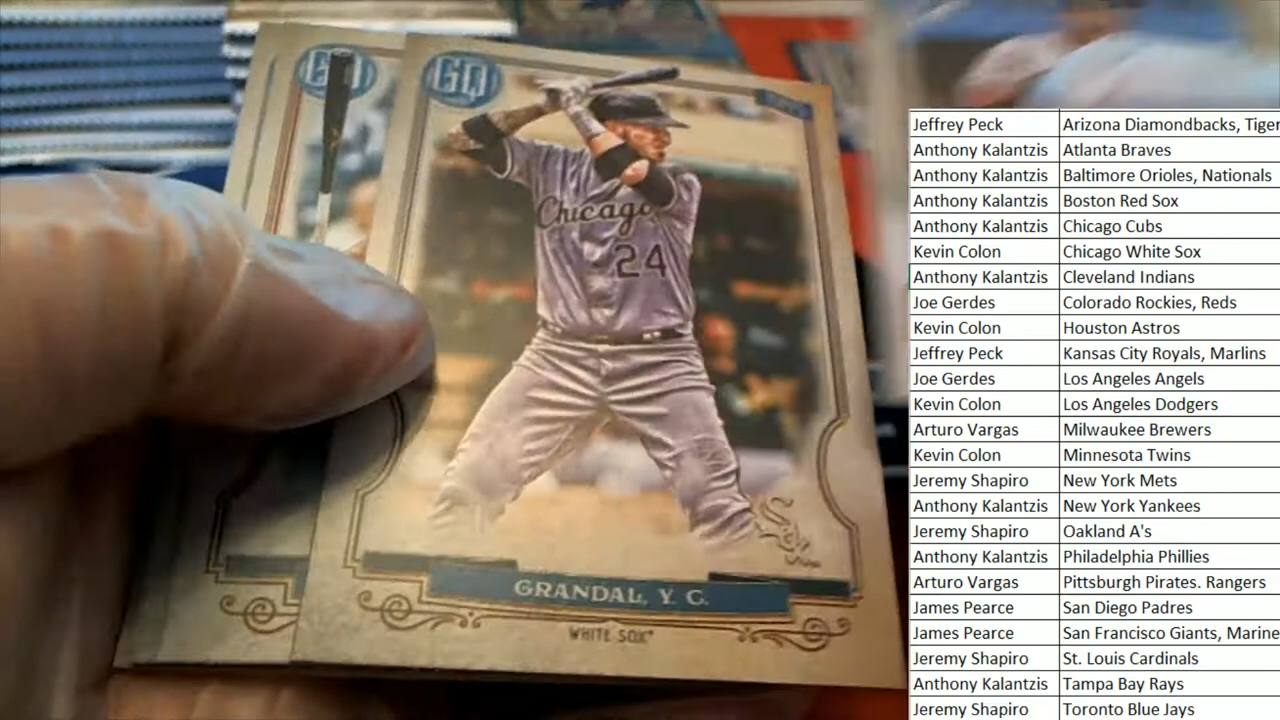 GQ
GQ
Chicago
24
Sox
GRANDAL, Y. C.
WHITE SOX
Jeffrey Peck Arizona Diamondbacks, Tiger
Anthony Kalantzis Atlanta Braves
Anthony Kalantzis Baltimore Orioles, Nationals
Anthony Kalantzis Boston Red Sox
Anthony Kalantzis Chicago Cubs
Kevin Colon Chicago White Sox
Anthony Kalantzis Cleveland Indians
Joe Gerdes Colorado Rockies, Reds
Kevin Colon Houston Astros
Jeffrey Peck Kansas City Royals, Marlins
Joe Gerdes Los Angeles Angels
Kevin Colon Los Angeles Dodgers
Arturo Vargas Milwaukee Brewers
Kevin Colon Minnesota Twins
Jeremy Shapiro New York Mets
Anthony Kalantzis New York Yankees
Jeremy Shapiro Oakland A's
Anthony Kalantzis Philadelphia Phillies
Arturo Vargas Pittsburgh Pirates. Rangers
James Pearce San Diego Padres
James Pearce San Francisco Giants, Marine
Jeremy Shapiro St. Louis Cardinals
Anthony Kalantzis Tampa Bay Rays
Jeremy Shapiro Toronto Blue Jays